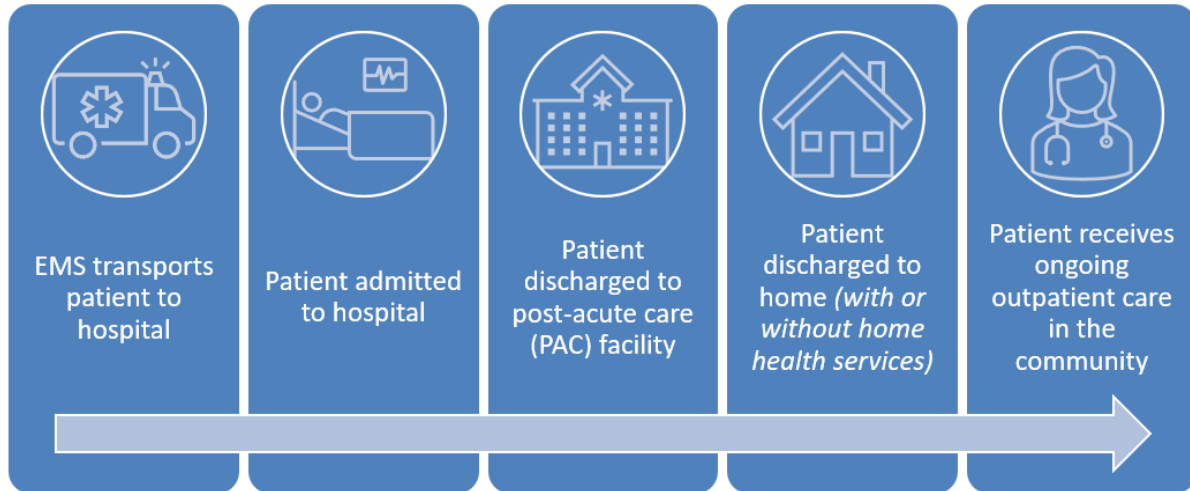 EMS transports
patient to
hospital
Patient admitted
to hospital
Patient
discharged to
post-acute care
(PAC) facility
Patient
discharged to
home (with or
without home
health services)
Patient receives
ongoing
outpatient care
in the
community